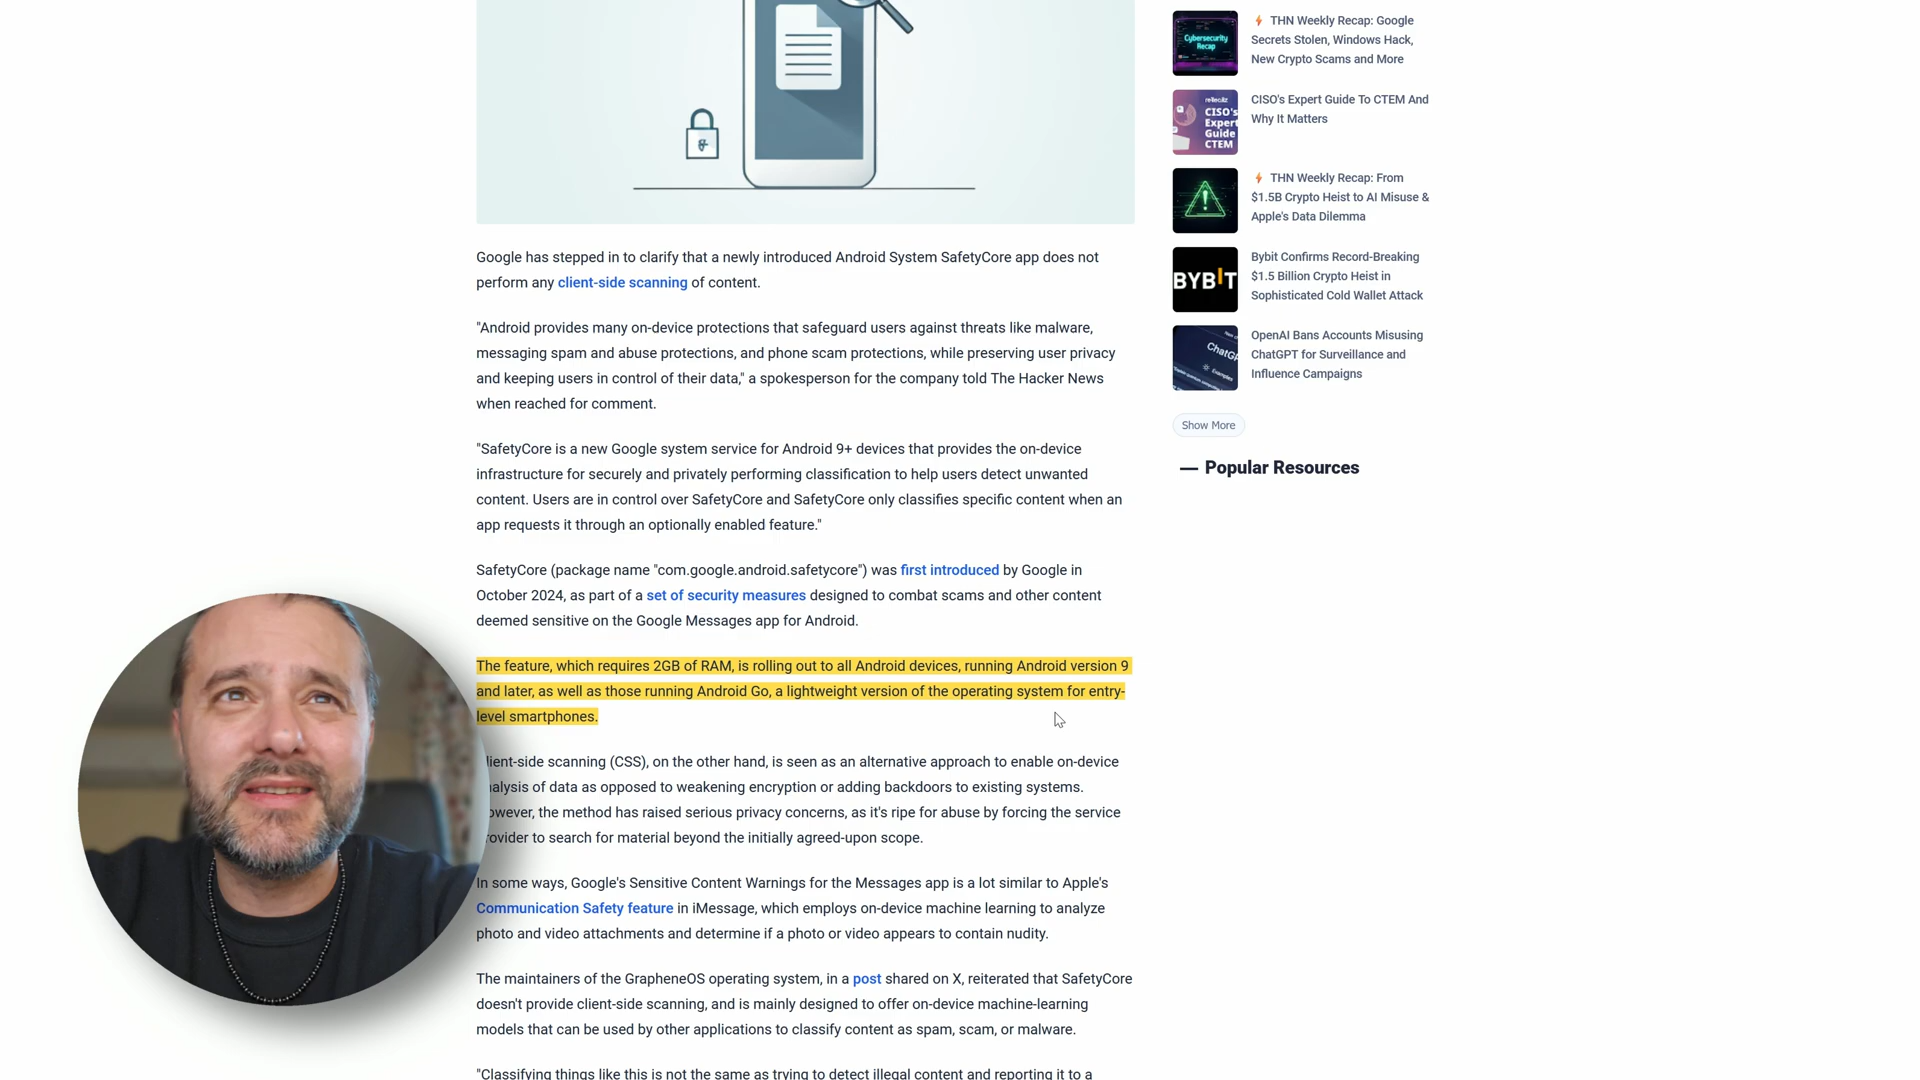 Google has stepped in to clarify that a newly introduced Android System SafetyCore app does not
perform any client-side scanning of content.
"Android provides many on-device protections that safeguard users against threats like malware,
messaging spam and abuse protections, and phone scam protections, while preserving user privacy
and keeping users in control of their data," a spokesperson for the company told The Hacker News
when reached for comment.
"SafetyCore is a new Google system service for Android 9+ devices that provides the on-device
infrastructure for securely and privately performing classification to help users detect unwanted
content. Users are in control over SafetyCore and SafetyCore only classifies specific content when an
app requests it through an optionally enabled feature."
SafetyCore (package name "com.google.android.safetycore") was first introduced by Google in
October 2024, as part of a set of security measures designed to combat scams and other content
deemed sensitive on the Google Messages app for Android.
The feature, which requires 2GB of RAM, is rolling out to all Android devices, running Android version 9
and later, as well as those running Android Go, a lightweight version of the operating system for entry-
level smartphones.
lient-side scanning (CSS), on the other hand, is seen as an alternative approach to enable on-device
nalysis of data as opposed to weakening encryption or adding backdoors to existing systems.
owever, the method has raised serious privacy concerns, as it's ripe for abuse by forcing the service
rovider to search for material beyond the initially agreed-upon scope.
In some ways, Google's Sensitive Content Warnings for the Messages app is a lot similar to Apple's
Communication Safety feature in iMessage, which employs on-device machine learning to analyze
photo and video attachments and determine if a photo or video appears to contain nudity.
The maintainers of the GrapheneOS operating system, in a post shared on X, reiterated that SafetyCore
doesn't provide client-side scanning, and is mainly designed to offer on-device machine-learning
models that can be used by other applications to classify content as spam, scam, or malware.
"Classifying things like this is not the same as trying to detect illegal content and reporting it to a
Cybersecurity
Recap
⚡ THN Weekly Recap: Google
Secrets Stolen, Windows Hack,
New Crypto Scams and More
CISO's
Expert
Guide
CTEM
CISO's Expert Guide To CTEM And
Why It Matters
⚡ THN Weekly Recap: From
$1.5B Crypto Heist to AI Misuse &
Apple's Data Dilemma
BYBIT
Bybit Confirms Record-Breaking
$1.5 Billion Crypto Heist in
Sophisticated Cold Wallet Attack
ChatG
Examples
OpenAI Bans Accounts Misusing
ChatGPT for Surveillance and
Influence Campaigns
Show More
— Popular Resources